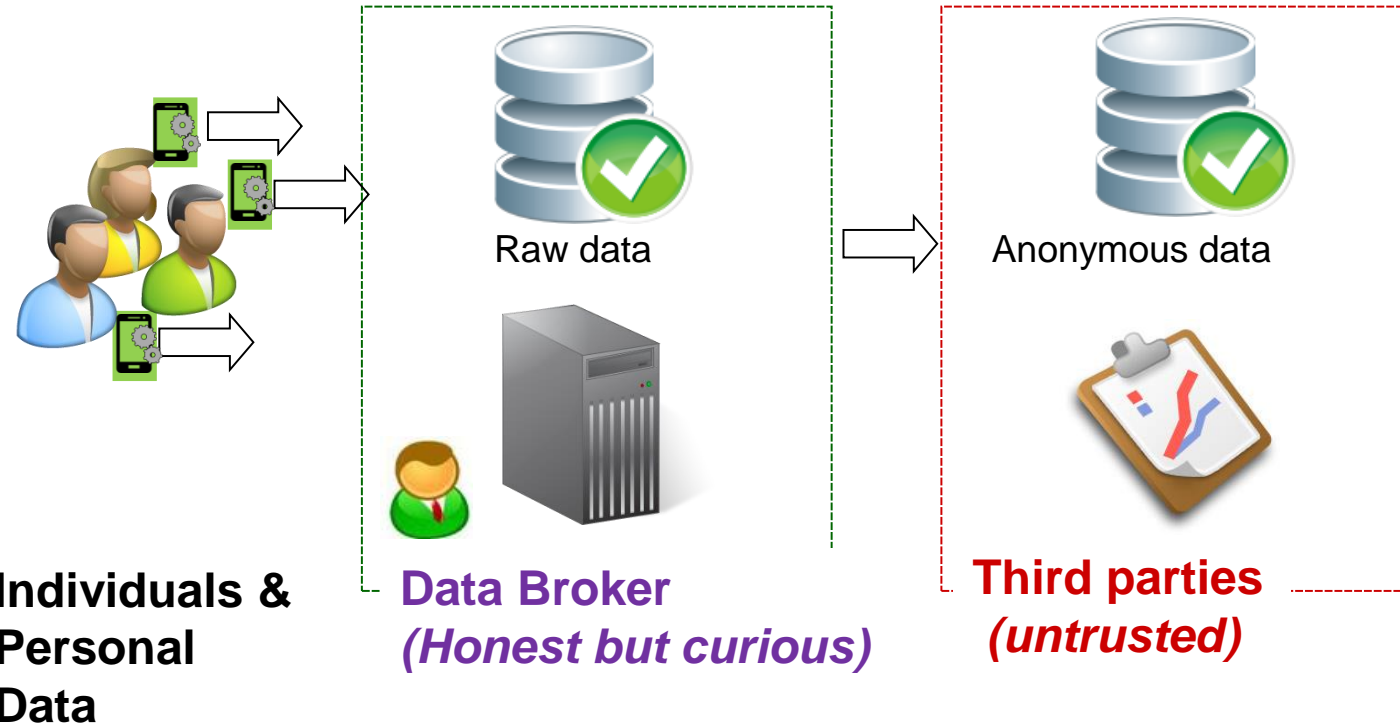 Raw data
Anonymous data
Individuals &
Personal
Data
Data Broker
(Honest but curious)
Third parties
(untrusted)